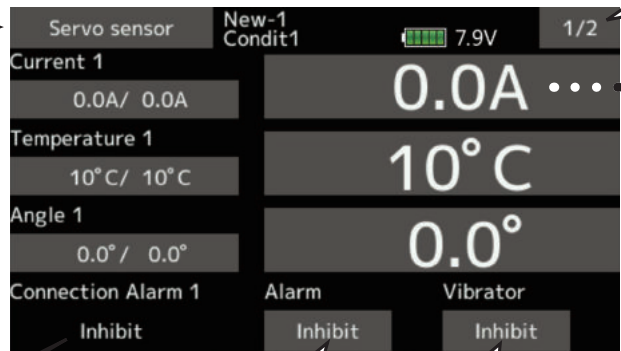 Servo sensor New-1 Condit1 7.9V 1/2
Current 1
0.0A/ 0.0A 0.0A
Temperature 1
10°C/ 10°C 10°C
Angle 1
0.0°/ 0.0° 0.0°
Connection Alarm 1 Alarm Vibrator
Inhibit Inhibit Inhibit